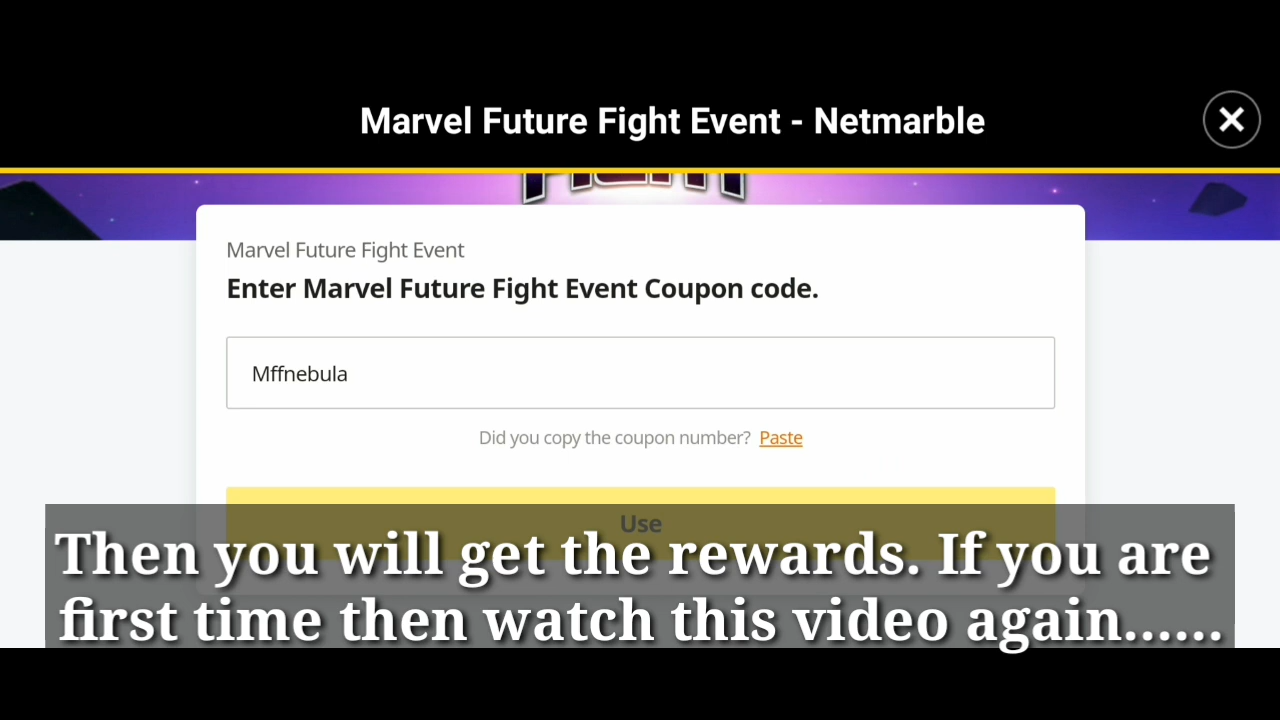 Marvel Future Fight Event - Netmarble
Marvel Future Fight Event
Enter Marvel Future Fight Event Coupon code.
Mffnebula
Did you copy the coupon number? Paste
Use
Then you will get the rewards. If you are
first time then watch this video again......